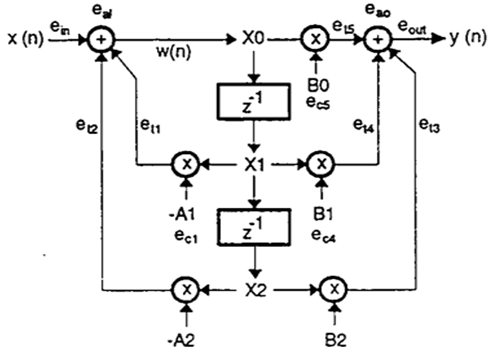 e_ai e_ao
x (n) e_in + w(n) X0 x e_t5 + e_out y (n)
B0
e_c5
z^-1
e_t2 e_t1 e_t4 e_t3
x X1 x
-A1 B1
e_c1 z^-1 e_c4
x X2 x
-A2 B2